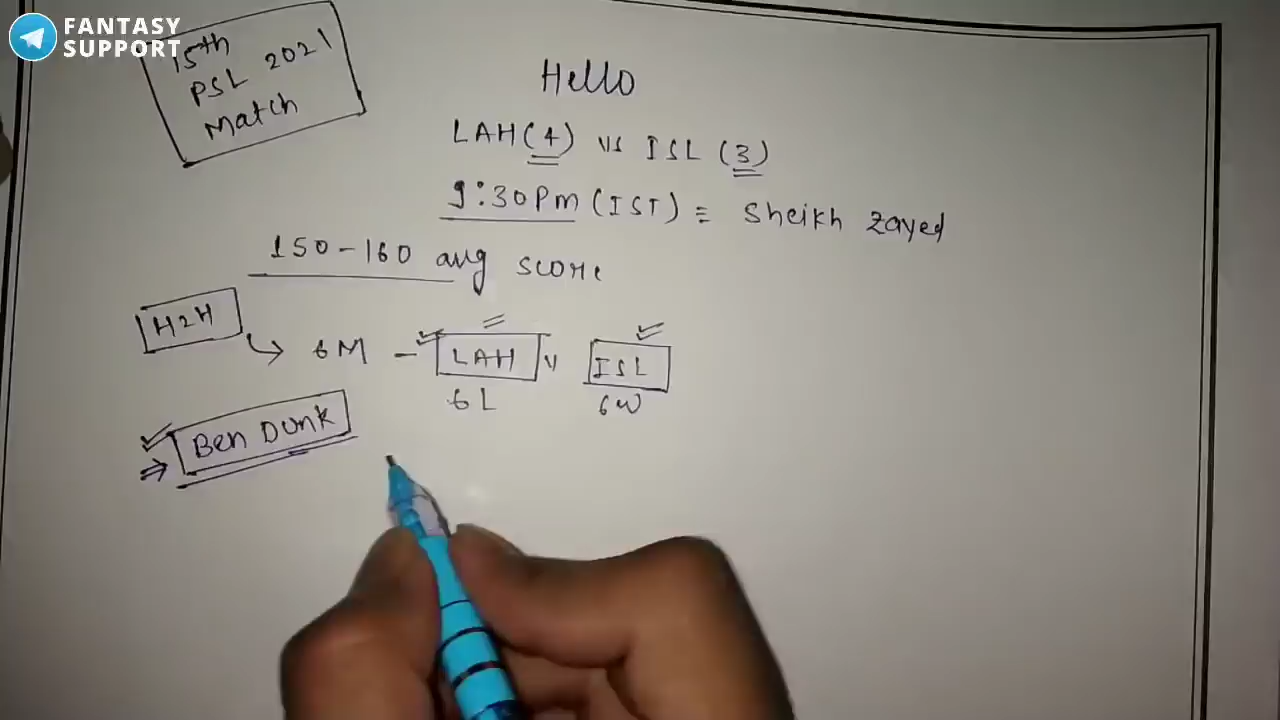 FANTASY
SUPPORT
15th
PSL 2021
Match
Hello
LAH (4) vs ISL (3)
9:30Pm (IST) = Sheikh Zayed
150-160 avg score
H2H
6M - LAH v ISL
6L 6W
Ben Dunk